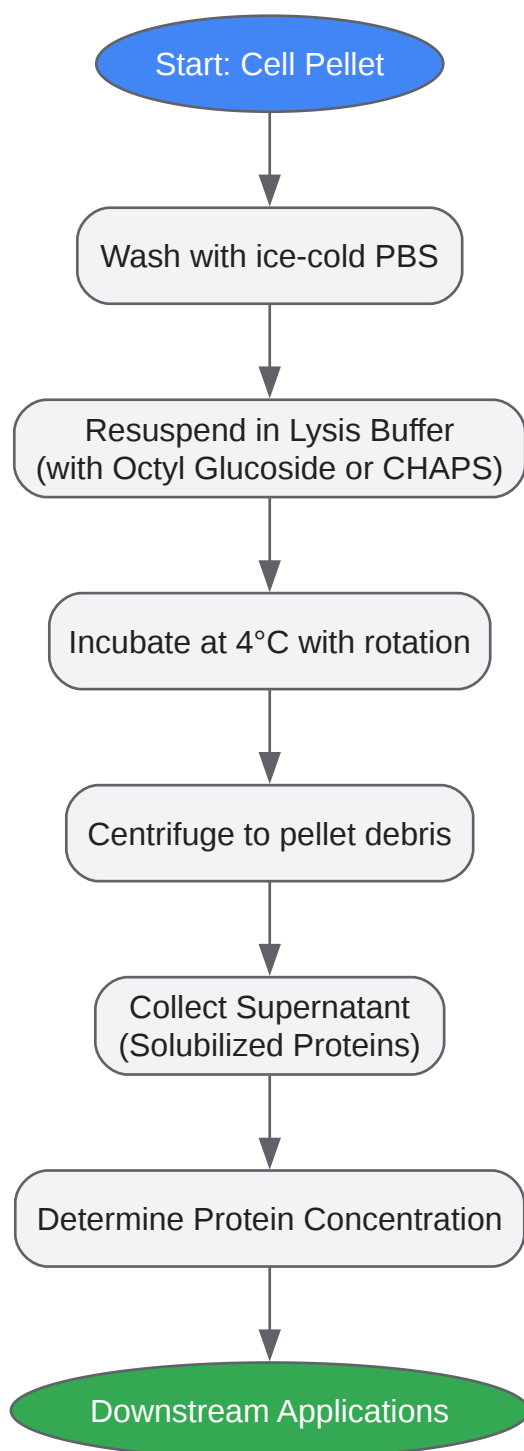 Start: Cell Pellet
Wash with ice-cold PBS
Resuspend in Lysis Buffer
(with Octyl Glucoside or CHAPS)
Incubate at 4°C with rotation
Centrifuge to pellet debris
Collect Supernatant
(Solubilized Proteins)
Determine Protein Concentration
Downstream Applications